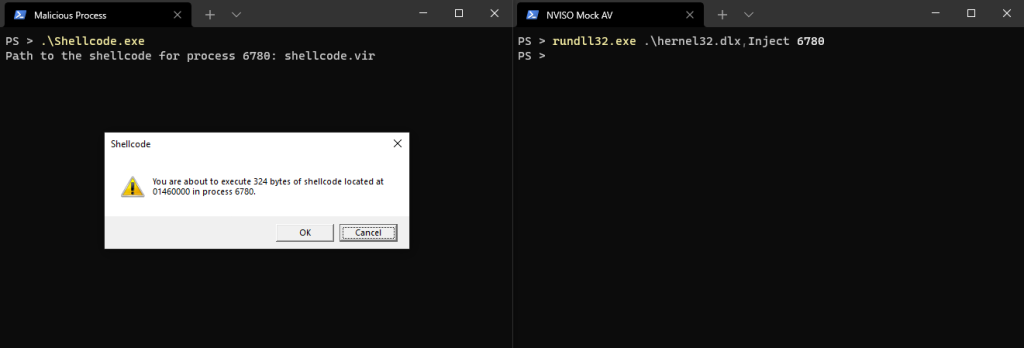 Malicious Process
PS > .\Shellcode.exe
Path to the shellcode for process 6780: shellcode.vir
Shellcode
You are about to execute 324 bytes of shellcode located at
01460000 in process 6780.
OK
Cancel
NVISO Mock AV
PS > rundll32.exe .\hernel32.dlx,Inject 6780
PS >